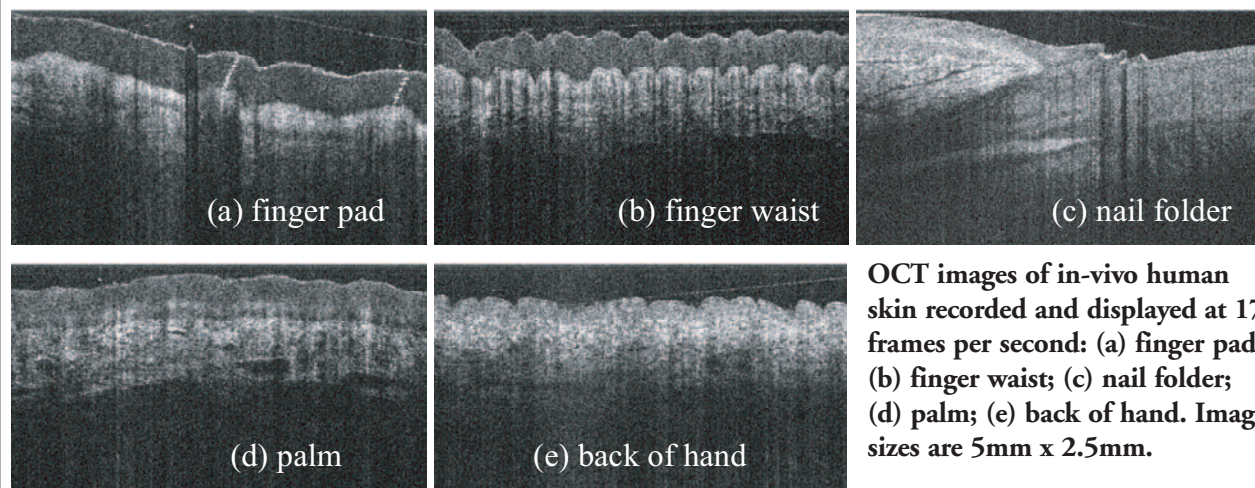 (a) finger pad
(b) finger waist
(c) nail folder
(d) palm
(e) back of hand
OCT images of in-vivo human
skin recorded and displayed at 17
frames per second: (a) finger pad
(b) finger waist; (c) nail folder;
(d) palm; (e) back of hand. Imag
sizes are 5mm x 2.5mm.